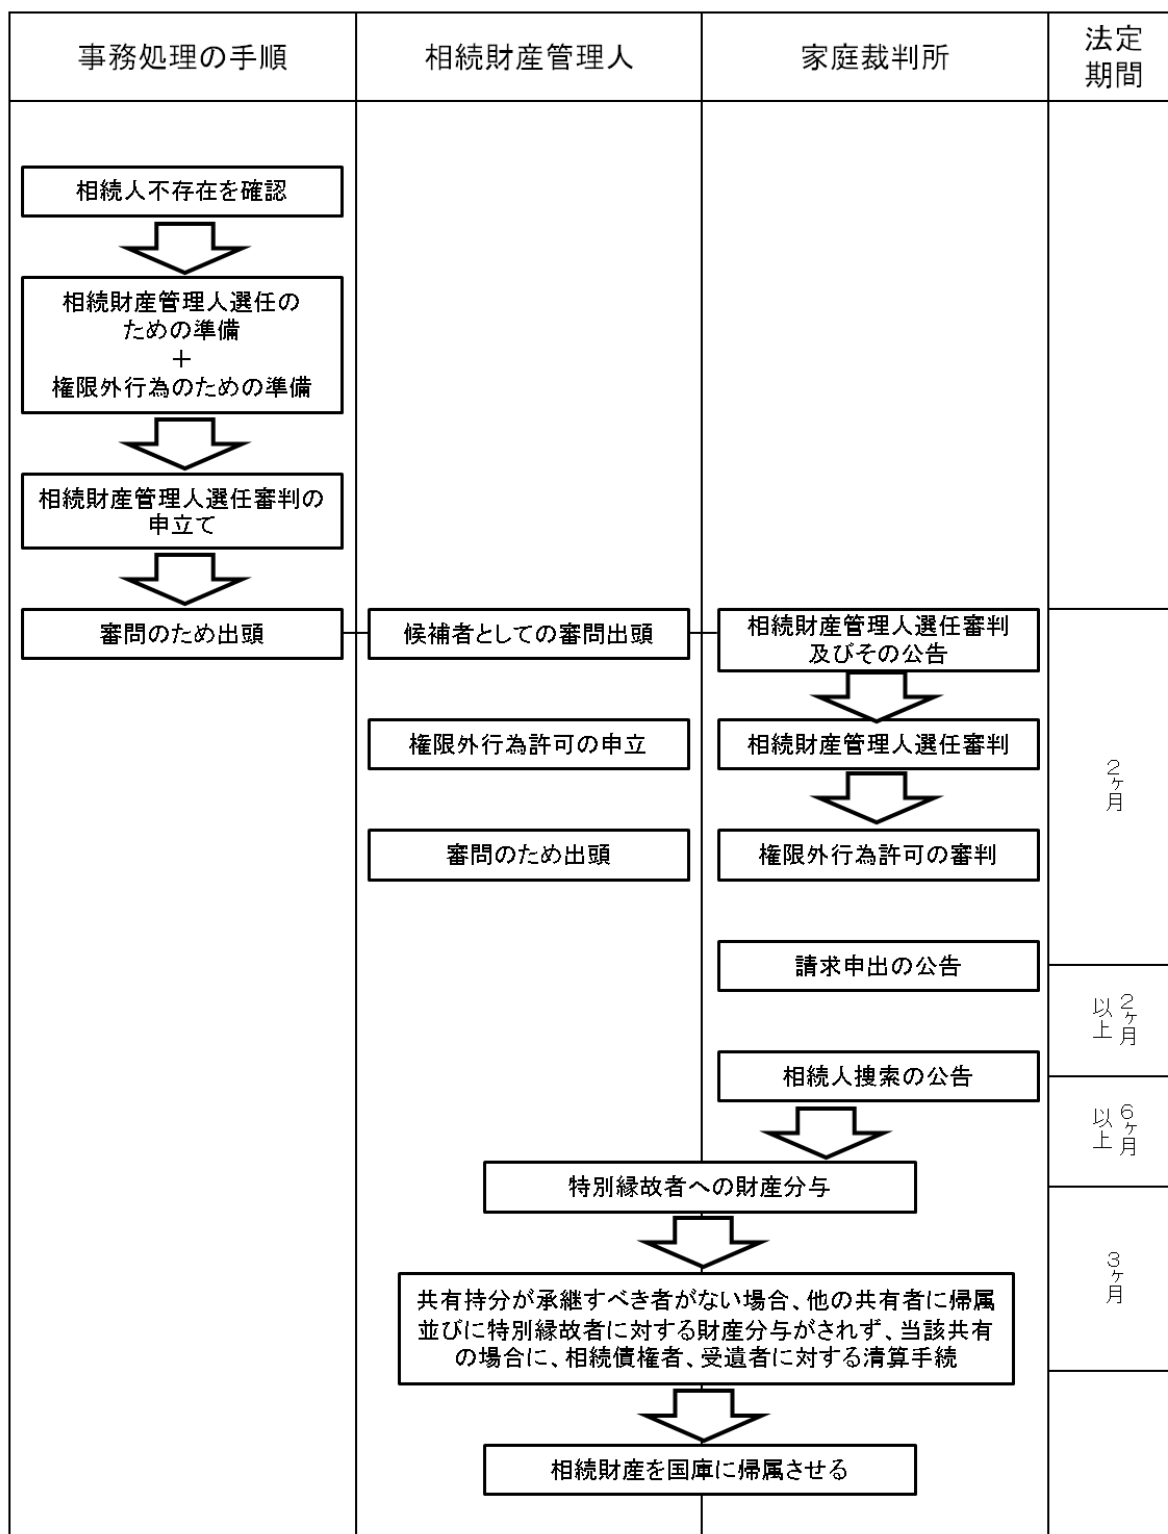 事務処理の手順
相続財産管理人
家庭裁判所
法定
期間
相続人不存在を確認
相続財産管理人選任の
ための準備
+
権限外行為のための準備
相続財産管理人選任審判の
申立て
審問のため出頭
候補者としての審問出頭
相続財産管理人選任審判
及びその公告
権限外行為許可の申立
相続財産管理人選任審判
2ヶ月
審問のため出頭
権限外行為許可の審判
請求申出の公告
2ヶ月
以上
相続人捜索の公告
6ヶ月
以上
特別縁故者への財産分与
3ヶ月
共有持分が承継すべき者がない場合、他の共有者に帰属
並びに特別縁故者に対する財産分与がされず、当該共有
の場合に、相続債権者、受遺者に対する清算手続
相続財産を国庫に帰属させる